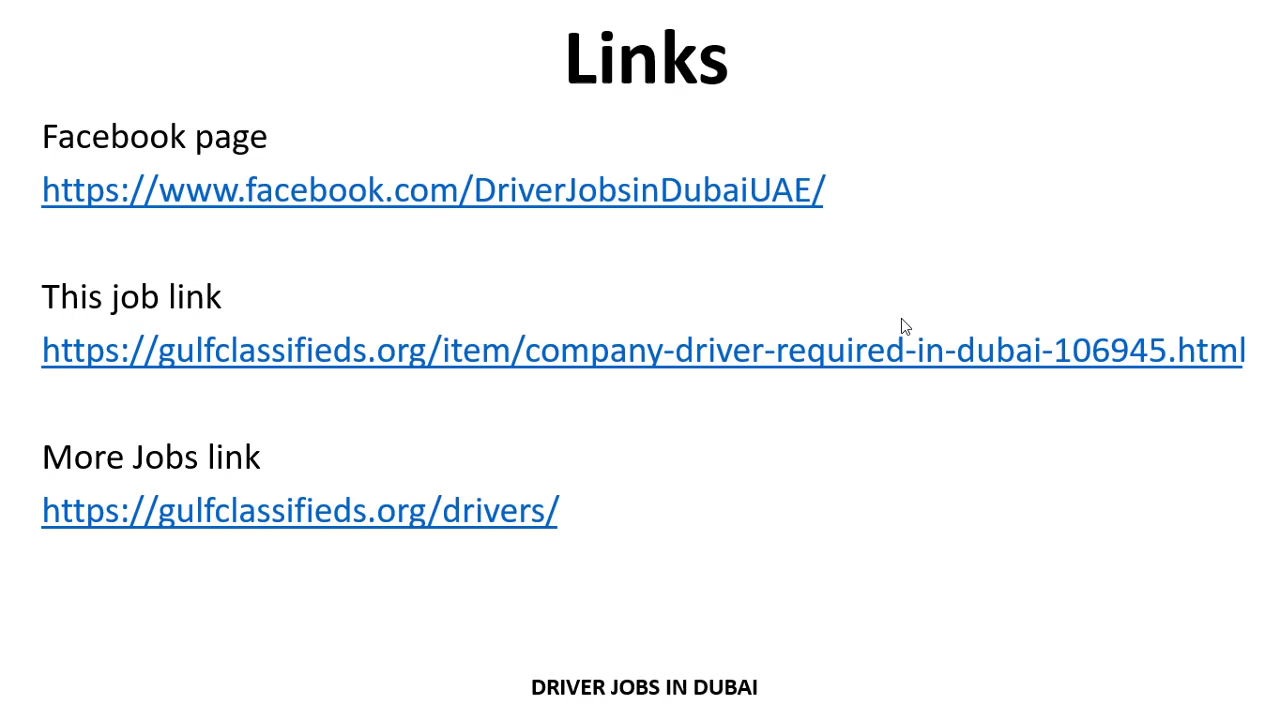 Links
Facebook page
https://www.facebook.com/DriverJobsinDubaiUAE/
This job link
https://gulfclassifieds.org/item/company-driver-required-in-dubai-106945.html
More Jobs link
https://gulfclassifieds.org/drivers/
DRIVER JOBS IN DUBAI